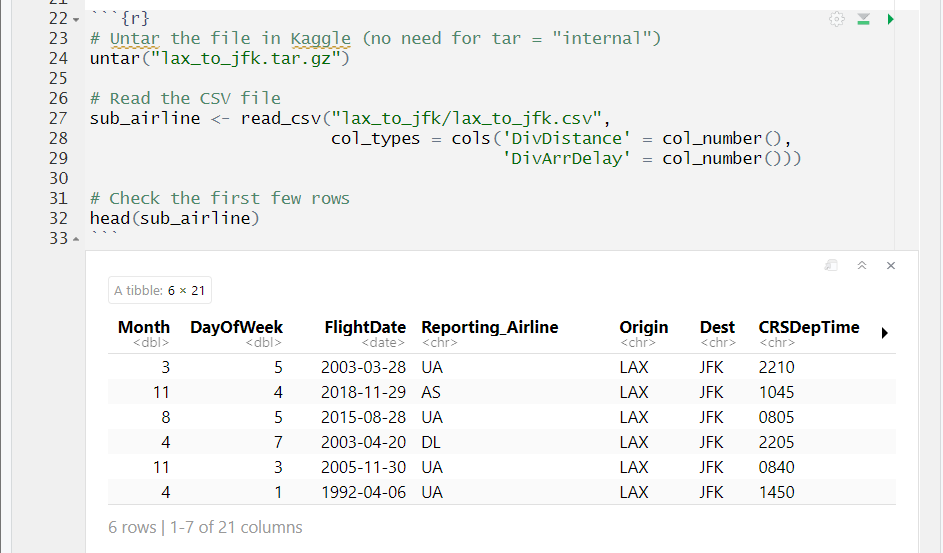 21
22 ```{r}
23 # Untar the file in Kaggle (no need for tar = "internal")
24 untar("lax_to_jfk.tar.gz")
25
26 # Read the CSV file
27 sub_airline <- read_csv("lax_to_jfk/lax_to_jfk.csv",
28                         col_types = cols('DivDistance' = col_number(),
29                                          'DivArrDelay' = col_number()))
30
31 # Check the first few rows
32 head(sub_airline)
33 ```
A tibble: 6 × 21
Month DayOfWeek FlightDate Reporting_Airline Origin Dest CRSDepTime
<dbl> <dbl> <date> <chr> <chr> <chr> <chr>
3 5 2003-03-28 UA LAX JFK 2210
11 4 2018-11-29 AS LAX JFK 1045
8 5 2015-08-28 UA LAX JFK 0805
4 7 2003-04-20 DL LAX JFK 2205
11 3 2005-11-30 UA LAX JFK 0840
4 1 1992-04-06 UA LAX JFK 1450
6 rows | 1-7 of 21 columns